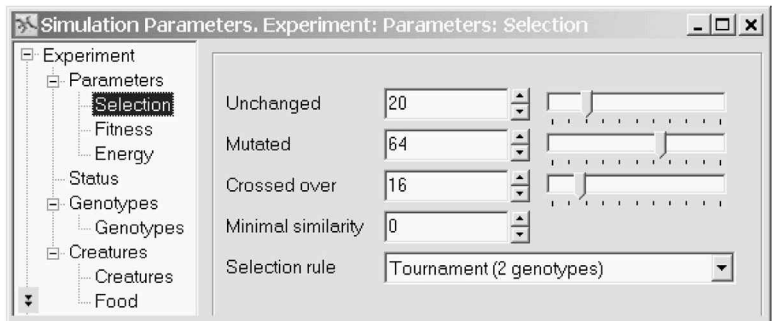 Simulation Parameters. Experiment: Parameters: Selection
Experiment
Parameters
Selection
Fitness
Energy
Status
Genotypes
Genotypes
Creatures
Creatures
Food
Unchanged 20
Mutated 64
Crossed over 16
Minimal similarity 0
Selection rule Tournament (2 genotypes)